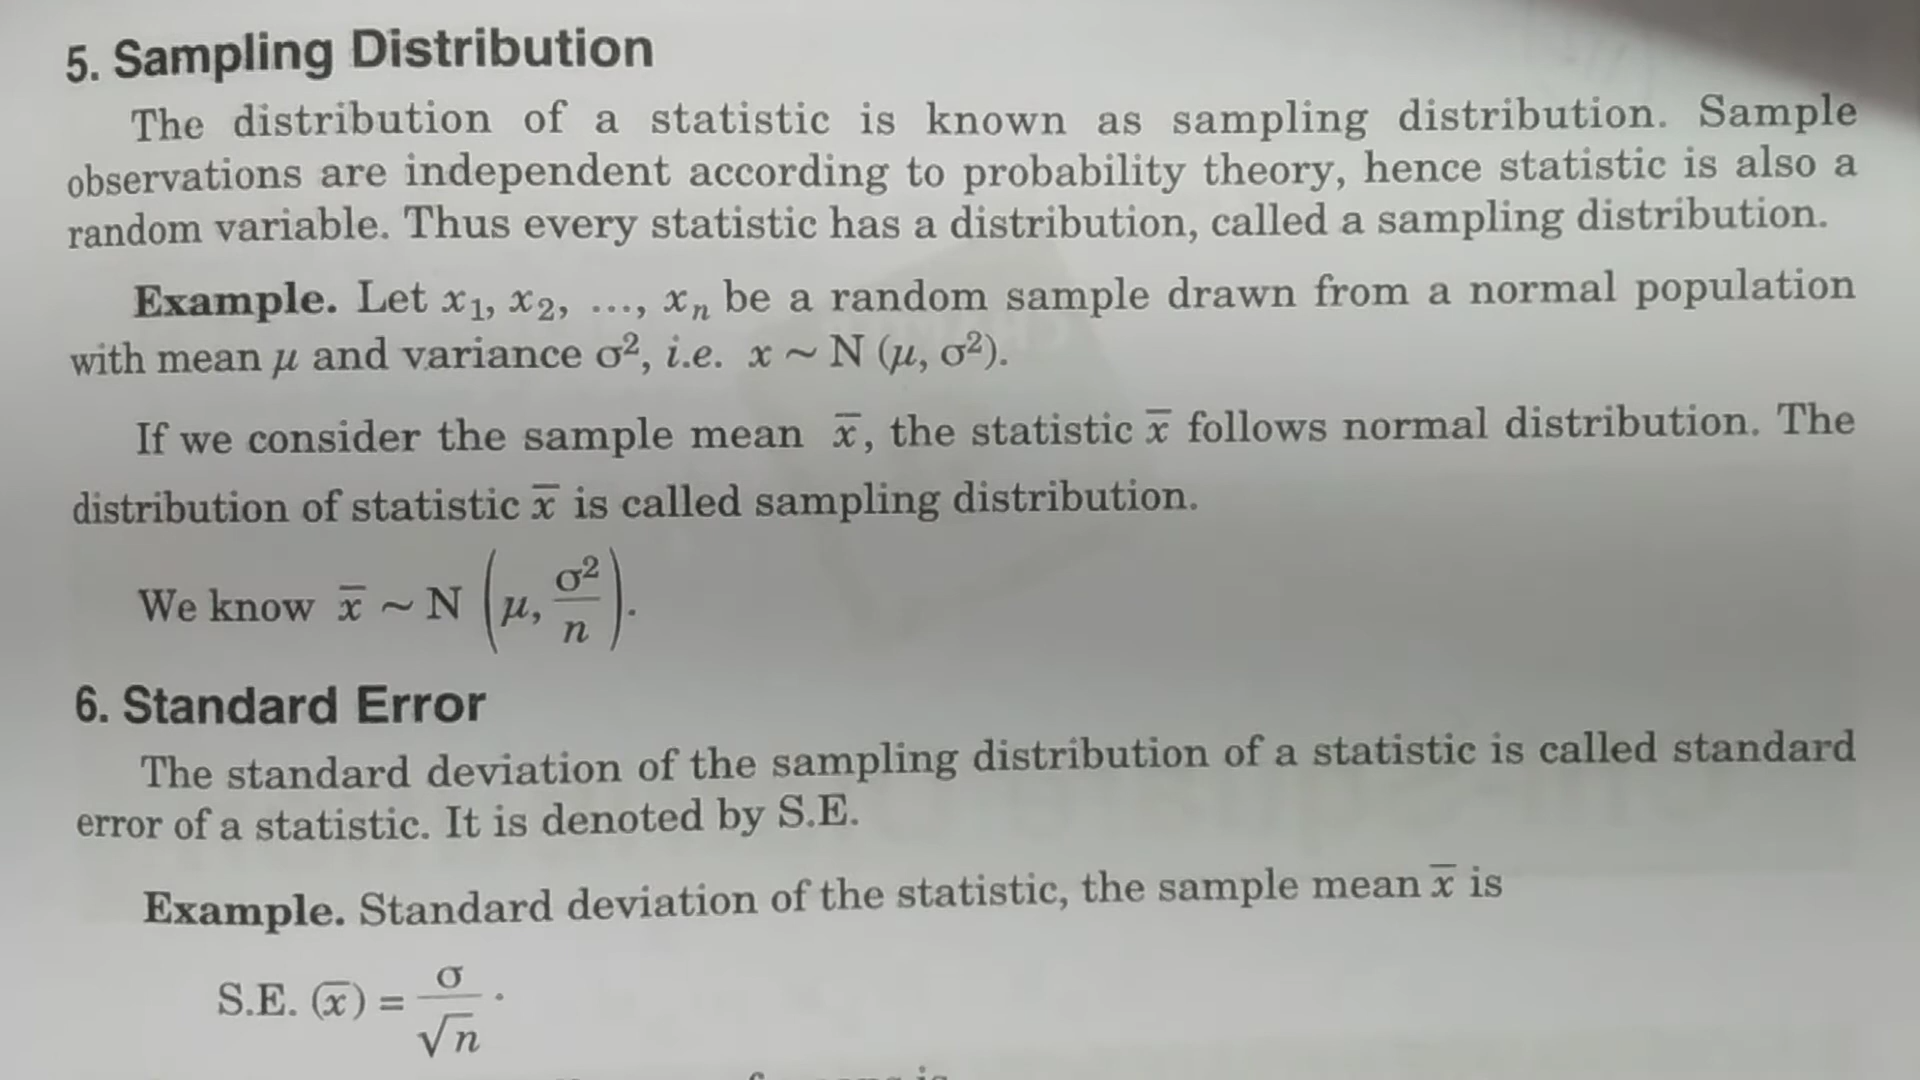 5. Sampling Distribution
The distribution of a statistic is known as sampling distribution. Sample
observations are independent according to probability theory, hence statistic is also a
random variable. Thus every statistic has a distribution, called a sampling distribution.
Example. Let x₁, x₂, ..., xₙ be a random sample drawn from a normal population
with mean μ and variance σ², i.e. x ~ N (μ, σ²).
If we consider the sample mean x̄, the statistic x̄ follows normal distribution. The
distribution of statistic x̄ is called sampling distribution.
We know x̄ ~ N (μ, σ²/n).
6. Standard Error
The standard deviation of the sampling distribution of a statistic is called standard
error of a statistic. It is denoted by S.E.
Example. Standard deviation of the statistic, the sample mean x̄ is
S.E. (x̄) = σ/√n.